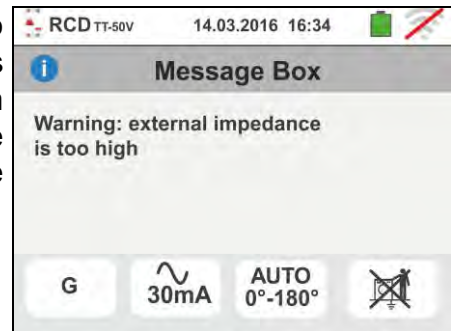 RCD TT-50V 14.03.2016 16:34
i Message Box
Warning: external impedance
is too high
G 30mA AUTO
0°-180°